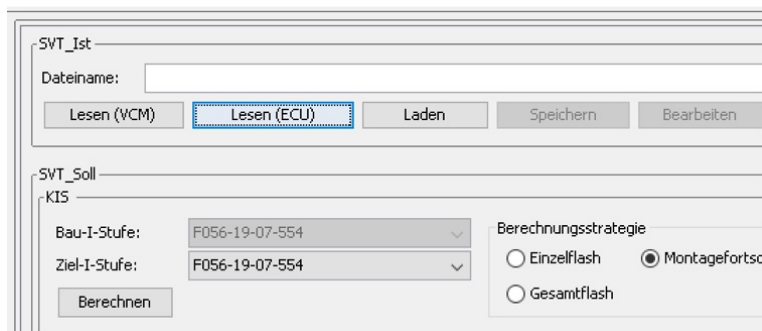 SVT_Ist
Dateiname:
Lesen (VCM) Lesen (ECU) Laden Speichern Bearbeiten
SVT_Soll
KIS
Bau-I-Stufe: F056-19-07-554
Berechnungsstrategie
Ziel-I-Stufe: F056-19-07-554
Einzelflash Montagefortsc
Gesamtflash
Berechnen